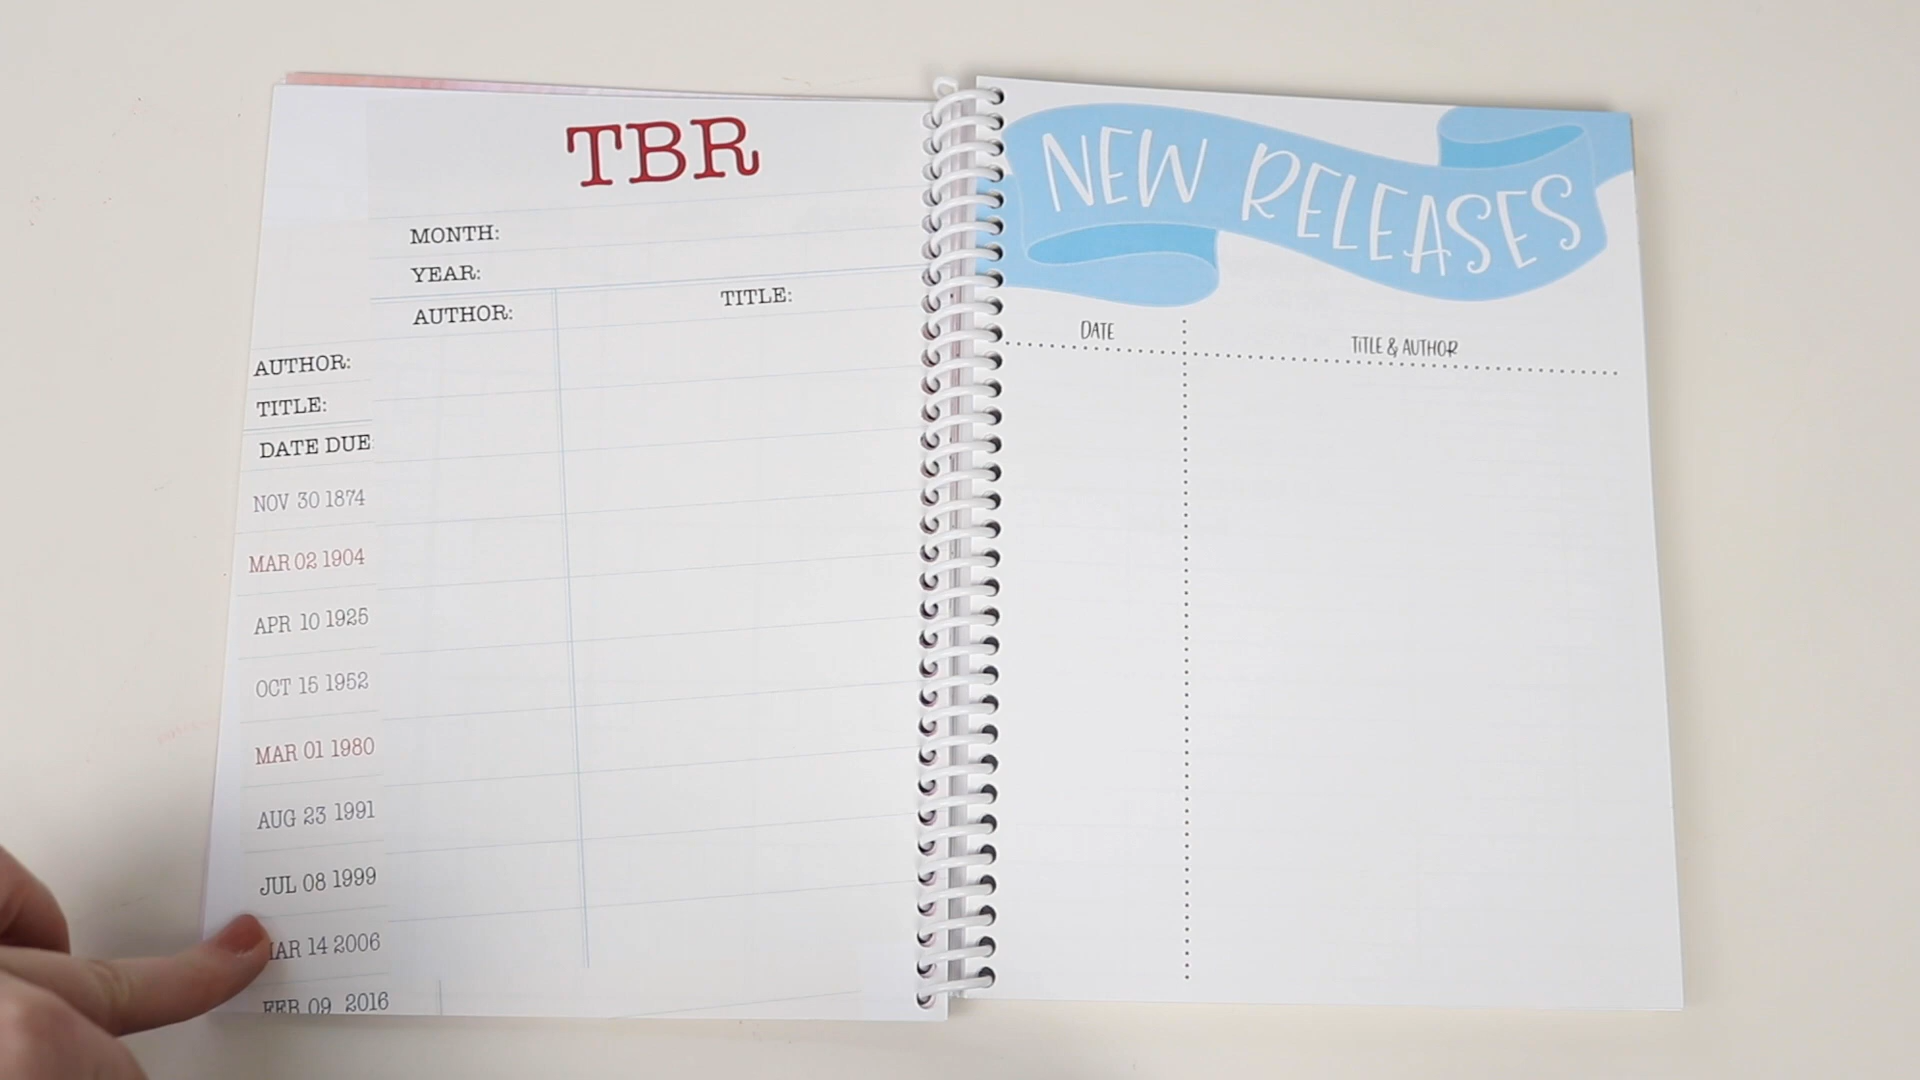 TBR
MONTH:
YEAR:
AUTHOR:
TITLE:
AUTHOR:
TITLE:
DATE DUE
NOV 30 1874
MAR 02 1904
APR 10 1925
OCT 15 1952
MAR 01 1980
AUG 23 1991
JUL 08 1999
MAR 14 2006
FEB 09 2016
NEW RELEASES
DATE
TITLE & AUTHOR